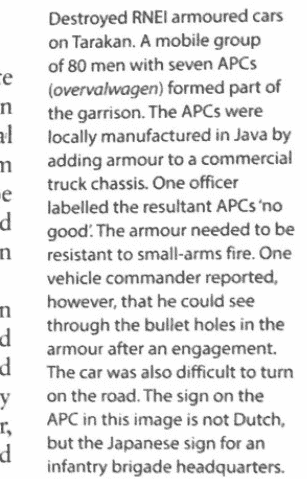 Destroyed RNEI armoured cars
on Tarakan. A mobile group
of 80 men with seven APCs
(overvalwagen) formed part of
the garrison. The APCs were
locally manufactured in Java by
adding armour to a commercial
truck chassis. One officer
labelled the resultant APCs 'no
good'. The armour needed to be
resistant to small-arms fire. One
vehicle commander reported,
however, that he could see
through the bullet holes in the
armour after an engagement.
The car was also difficult to turn
on the road. The sign on the
APC in this image is not Dutch,
but the Japanese sign for an
infantry brigade headquarters.